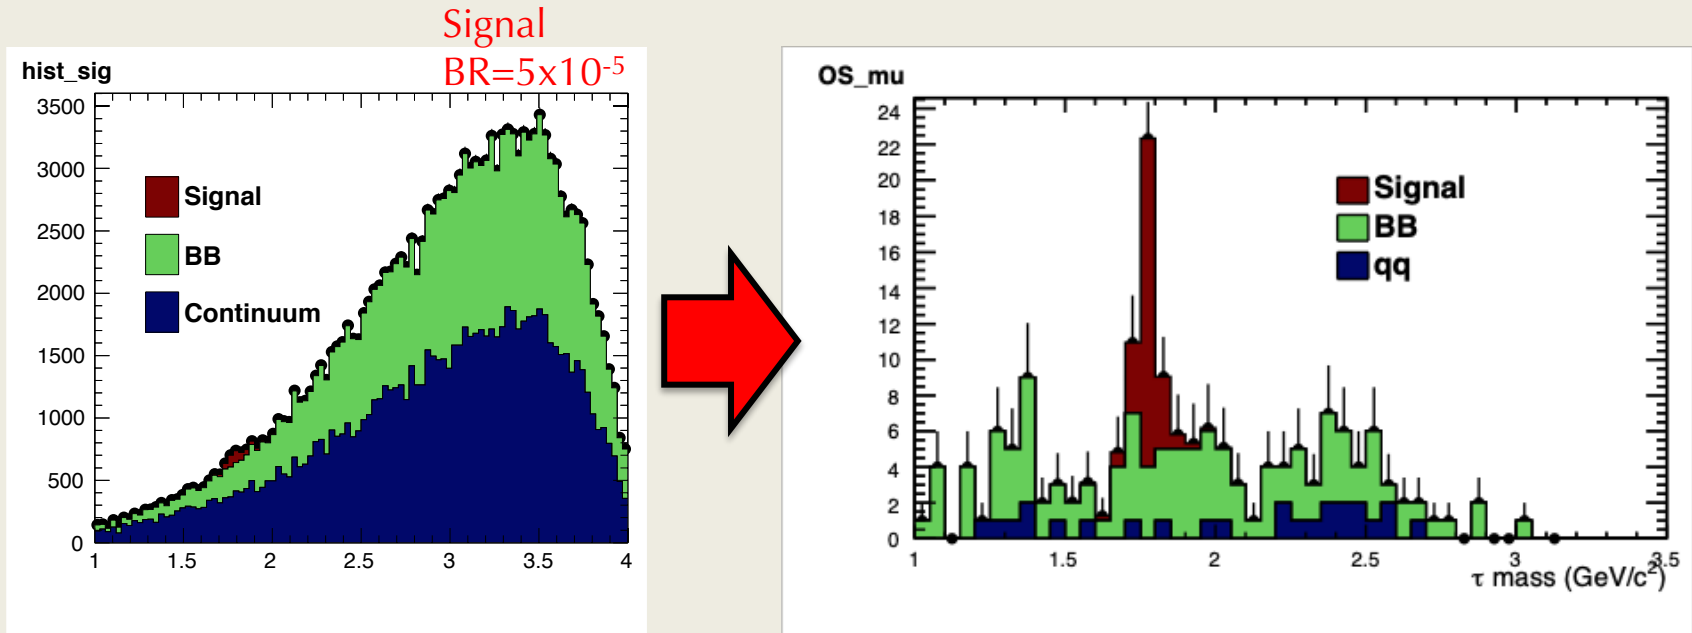 Signal
BR=5x10⁻⁵
hist_sig
3500
3000
2500
2000
1500
1000
500
0
Signal
BB
Continuum
1 1.5 2 2.5 3 3.5 4
OS_mu
24
22
20
18
16
14
12
10
8
6
4
2
0
Signal
BB
qq
1 1.5 2 2.5 3 3.5
τ mass (GeV/c²)